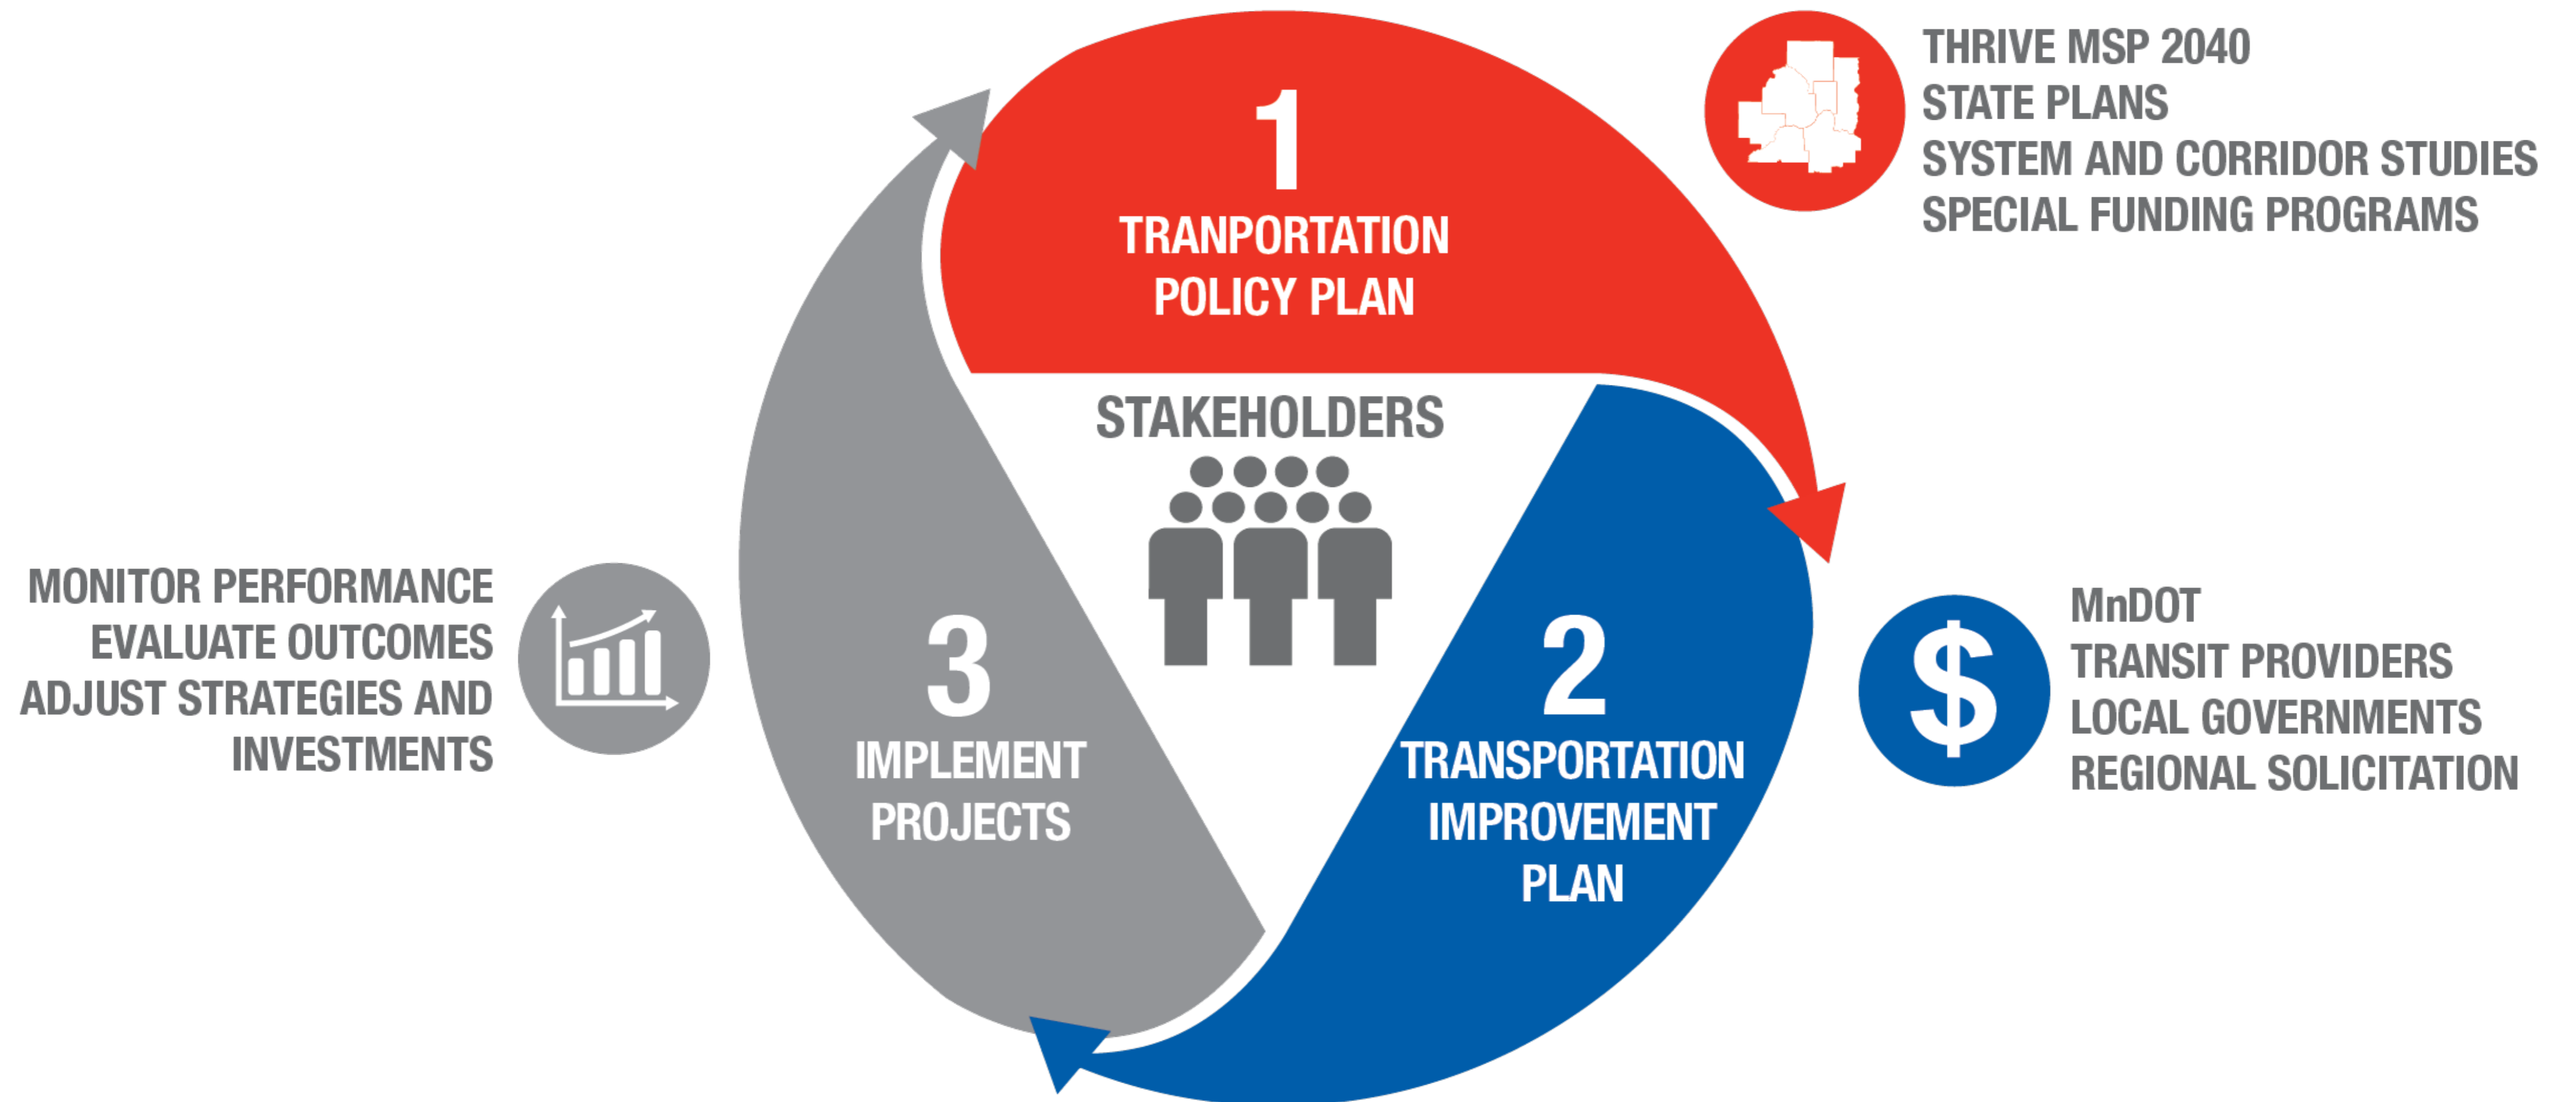 1
TRANPORTATION
POLICY PLAN
THRIVE MSP 2040
STATE PLANS
SYSTEM AND CORRIDOR STUDIES
SPECIAL FUNDING PROGRAMS
STAKEHOLDERS
2
TRANSPORTATION
IMPROVEMENT
PLAN
$
MnDOT
TRANSIT PROVIDERS
LOCAL GOVERNMENTS
REGIONAL SOLICITATION
3
IMPLEMENT
PROJECTS
MONITOR PERFORMANCE
EVALUATE OUTCOMES
ADJUST STRATEGIES AND
INVESTMENTS